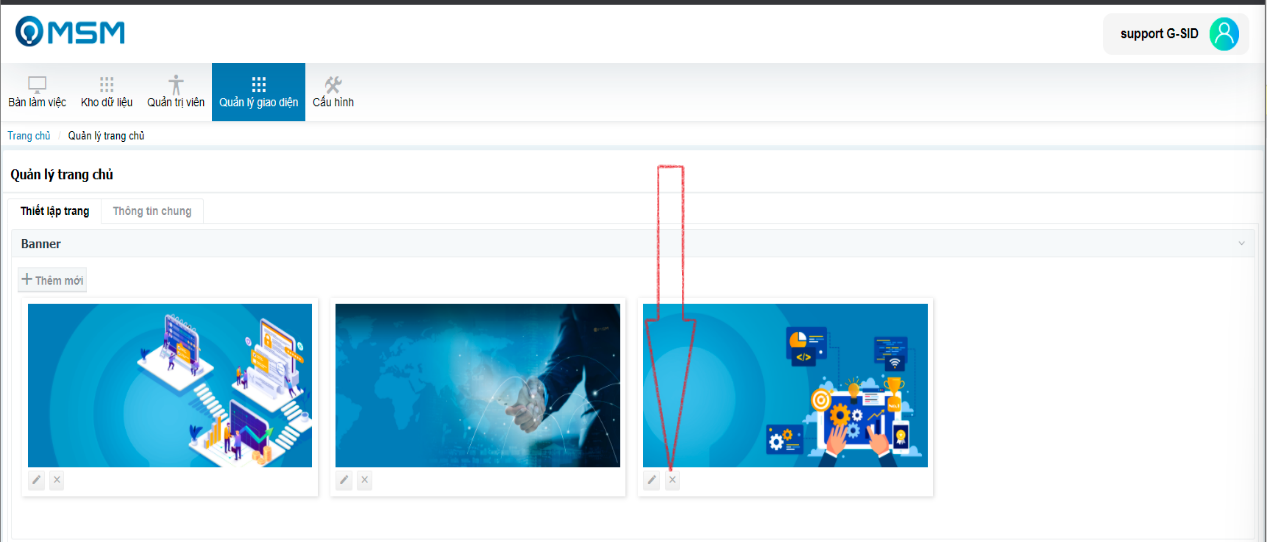 MSM
support G-SID
Bàn làm việc
Kho dữ liệu
Quản trị viên
Quản lý giao diện
Cấu hình
Trang chủ / Quản lý trang chủ
Quản lý trang chủ
Thiết lập trang
Thông tin chung
Banner
+ Thêm mới